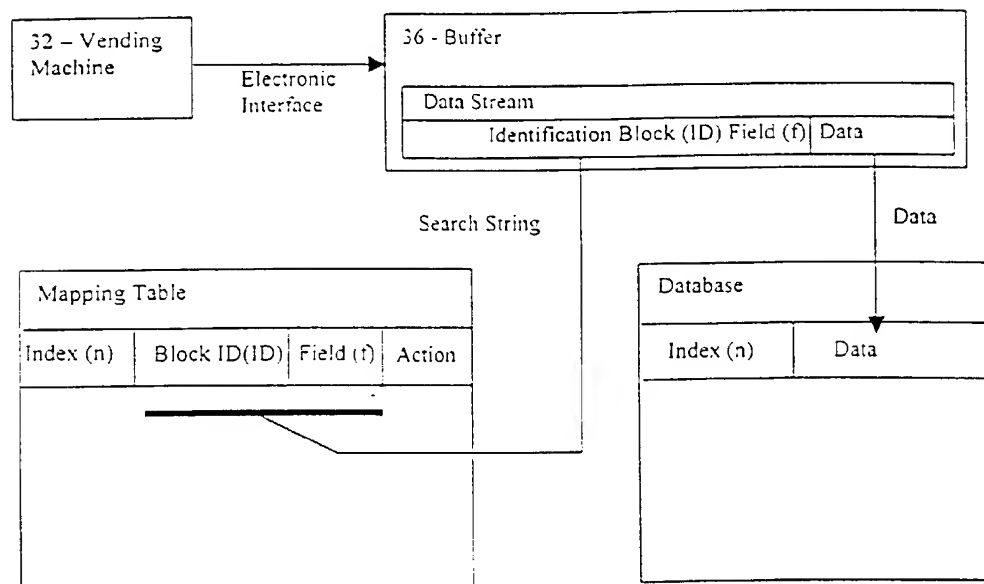 32 – Vending
Machine
Electronic
Interface
36 - Buffer
Data Stream
Identification Block (ID) Field (f) Data
Search String
Data
Mapping Table
Index (n) Block ID(ID) Field (f) Action
Database
Index (n) Data